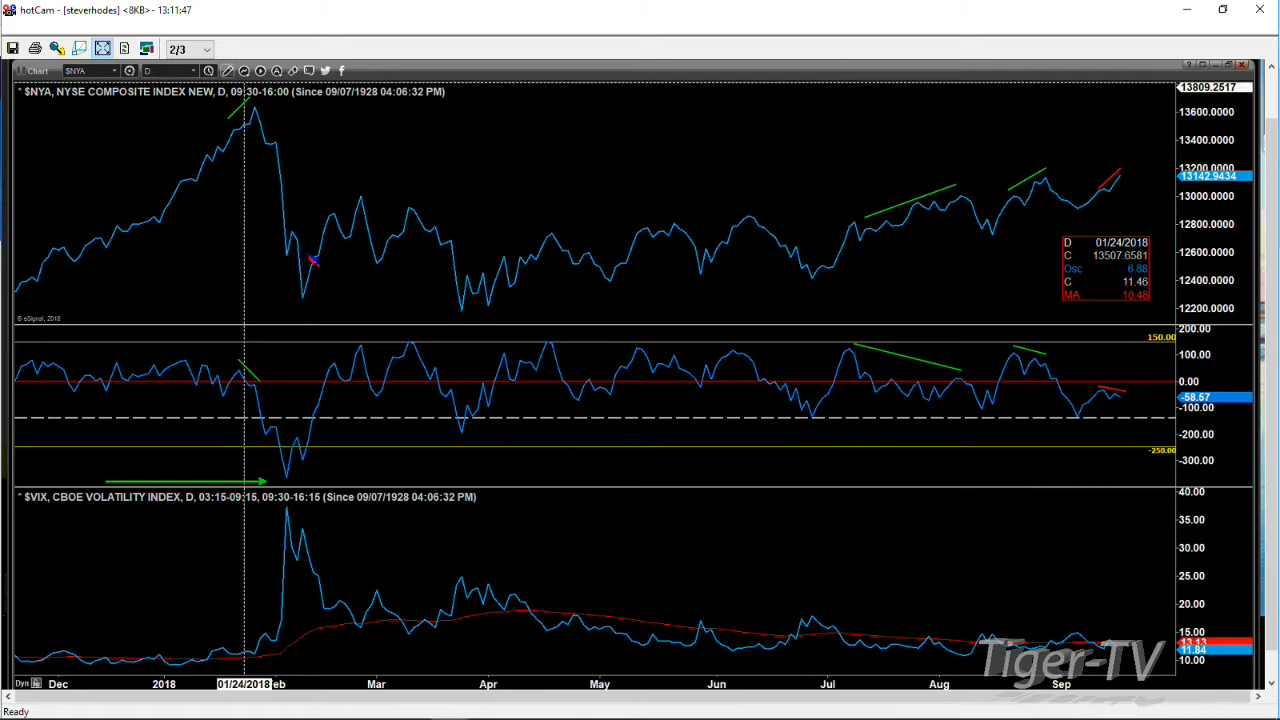 hotCam - [steverhodes] <8KB> - 13:11:47
2/3
Chart $NYA D
* $NYA, NYSE COMPOSITE INDEX NEW, D, 09:30-16:00 (Since 09/07/1928 04:06:32 PM)
13809.2517
13600.0000
13200.0000
13142.9434
13000.0000
12800.0000
12600.0000
12400.0000
12200.0000
D 01/24/2018
C 13507.6581
Osc 6.88
C 11.46
MA 10.48
© eSignal, 2018
200.00
150.00
100.00
0.00
-58.57
-100.00
-200.00
-250.00
-300.00
* $VIX, CBOE VOLATILITY INDEX, D, 03:15-09:15, 09:30-16:15 (Since 09/07/1928 04:06:32 PM)
40.00
35.00
30.00
25.00
20.00
15.00
13.13
11.84
10.00
Tiger-TV
Dyn Dec 2018 01/24/2018 eb Mar Apr May Jun Jul Aug Sep
Ready